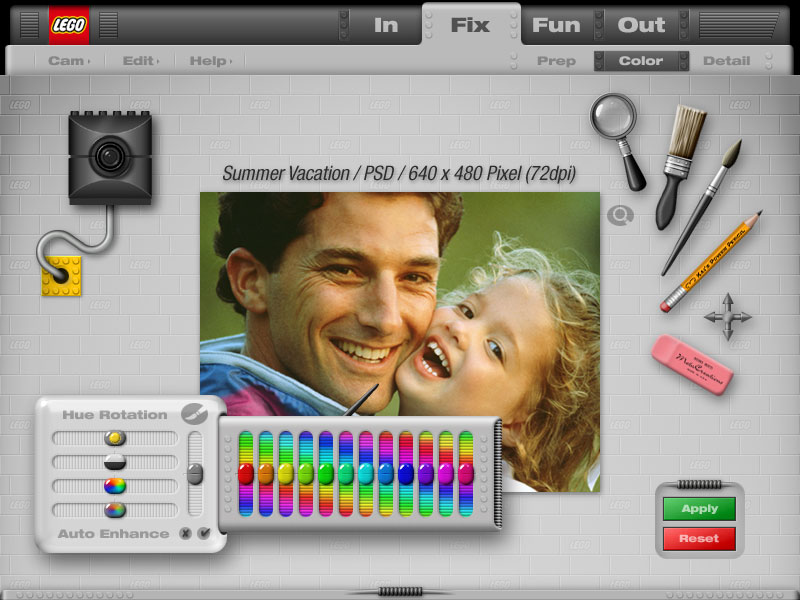 LEGO
In Fix Fun Out
Cam Edit Help Prep Color Detail
Summer Vacation / PSD / 640 x 480 Pixel (72dpi)
Hue Rotation
Auto Enhance
Apply
Reset